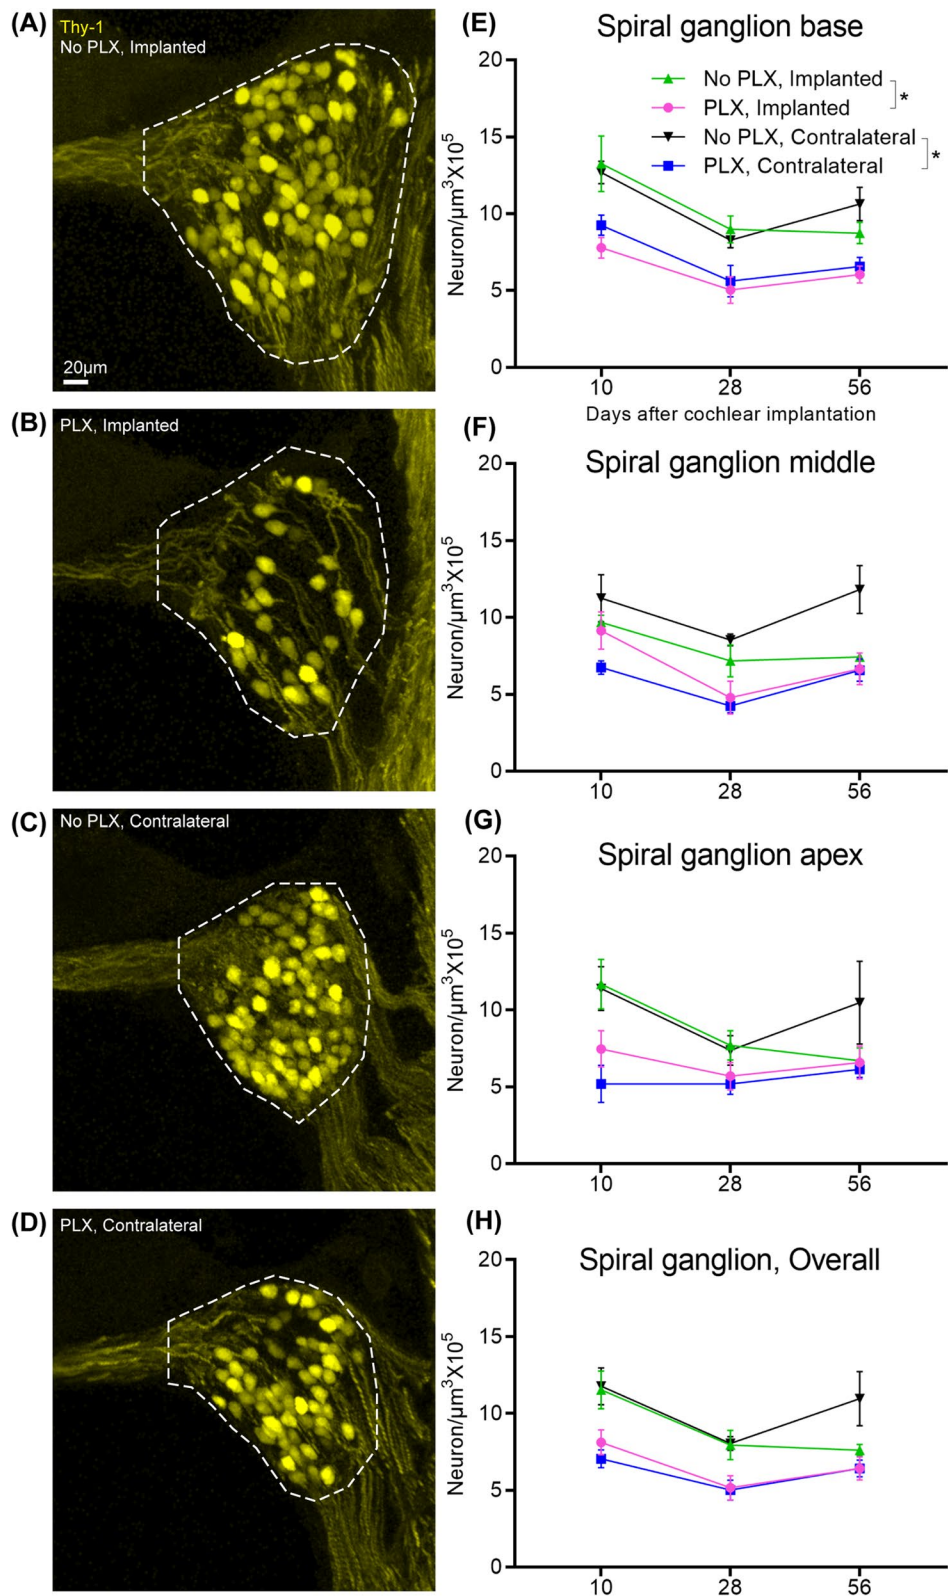 (A)
Thy-1
No PLX, Implanted
20µm
(B)
PLX, Implanted
(C)
No PLX, Contralateral
(D)
PLX, Contralateral
(E)
Spiral ganglion base
No PLX, Implanted
PLX, Implanted
*
No PLX, Contralateral
PLX, Contralateral
*
Neuron/µm³X10⁵
20
15
10
5
0
10 28 56
Days after cochlear implantation
(F)
Spiral ganglion middle
Neuron/µm³X10⁵
20
15
10
5
0
10 28 56
(G)
Spiral ganglion apex
Neuron/µm³X10⁵
20
15
10
5
0
10 28 56
(H)
Spiral ganglion, Overall
Neuron/µm³X10⁵
20
15
10
5
0
10 28 56